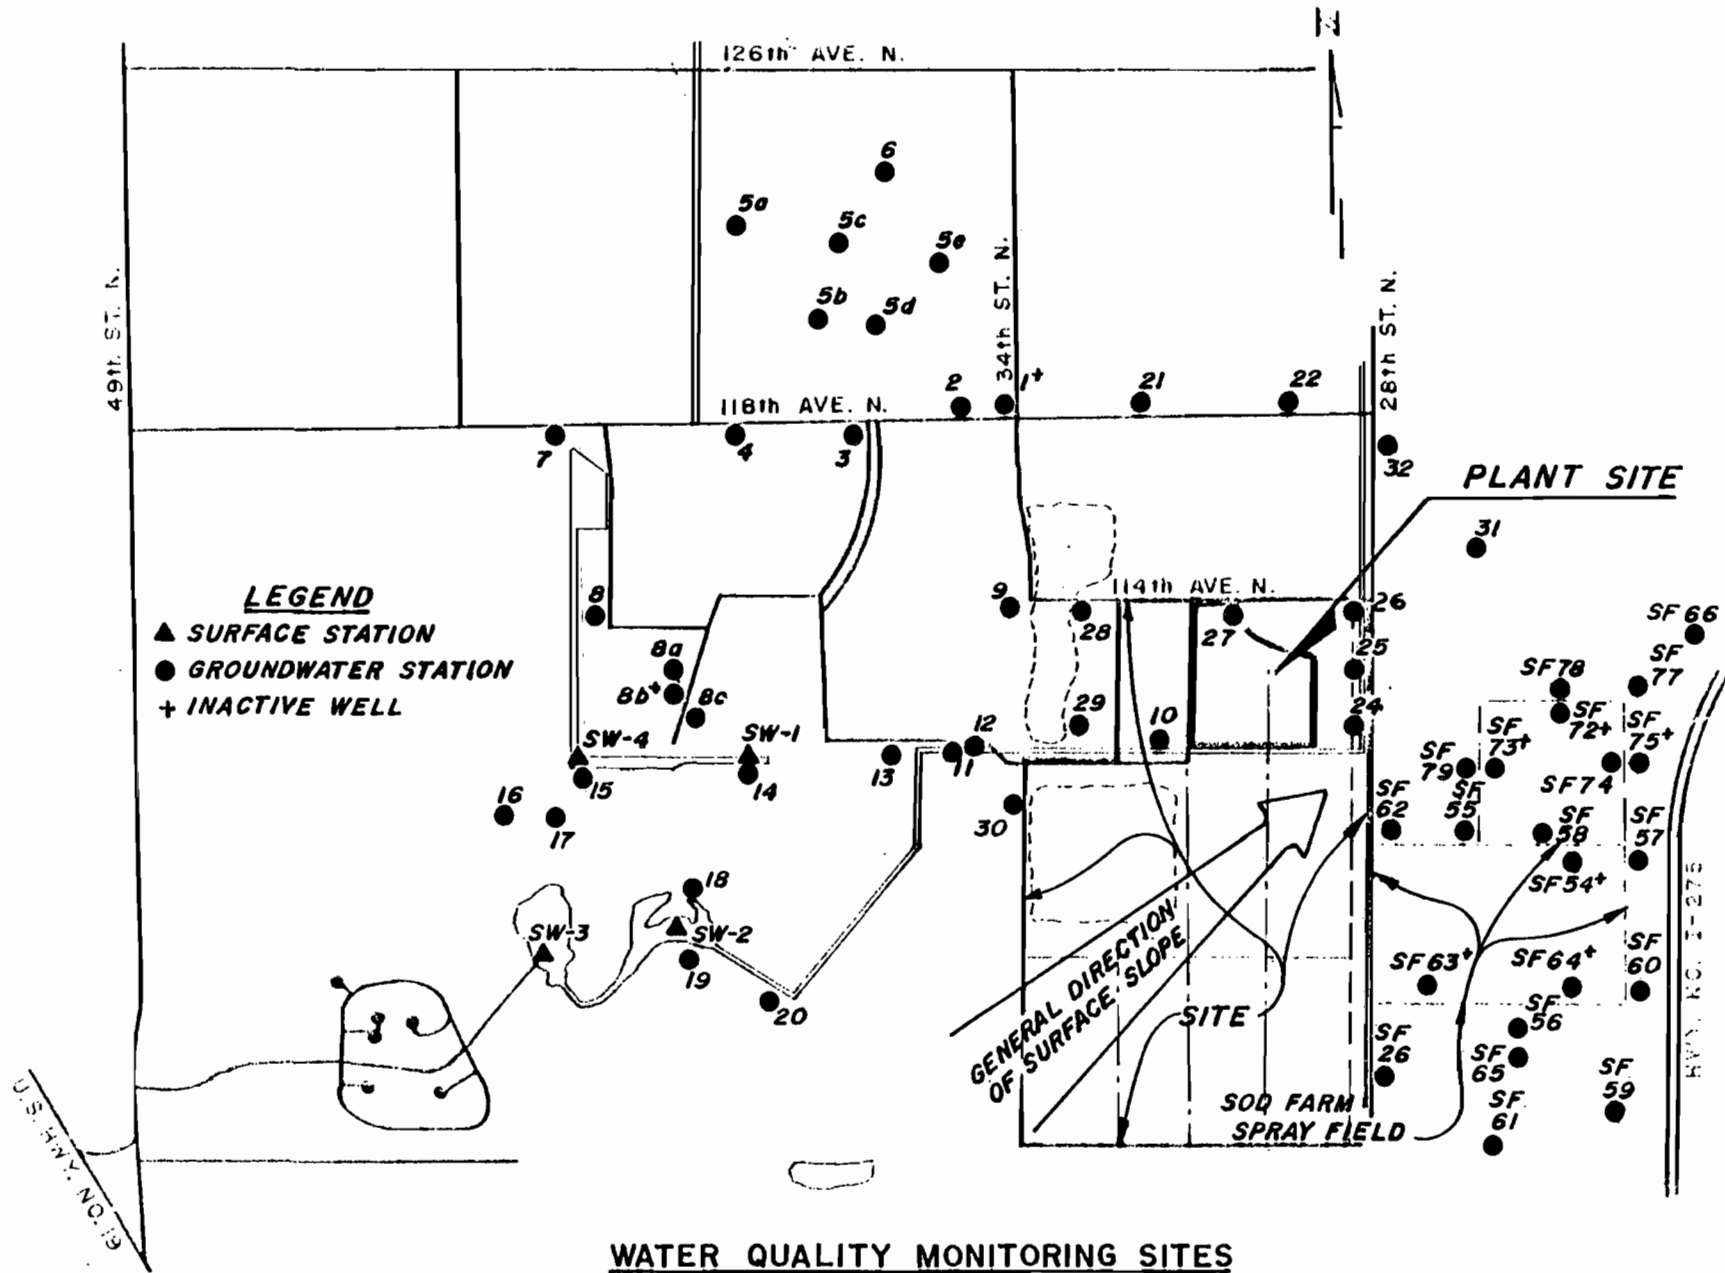 N
126th AVE. N.
6
5a
5c
5e
5b
5d
49th ST. N.
34th ST. N.
28th ST. N.
2
1+
21
22
118th AVE. N.
7
4
3
32
PLANT SITE
31
LEGEND
SURFACE STATION
GROUNDWATER STATION
+ INACTIVE WELL
8
9
114th AVE. N.
28
27
26
SF 66
8a
25
SF 78
SF
77
8b+
8c
29
10
24
SF
72+
SF
75+
SF
73+
SW-4
SW-1
12
13
11
SF
79
SF 74
15
14
16
17
30
SF
62
SF
55
SF
58
SF
57
SF 54+
18
SW-3
SW-2
19
20
GENERAL DIRECTION
OF SURFACE SLOPE
SITE
SF 63+
SF 64+
SF
60
SF
56
SF
26
SF
65
SF
59
SF
61
SOD FARM
SPRAY FIELD
HWY. NO. I-275
U.S. HWY. NO. 19
WATER QUALITY MONITORING SITES